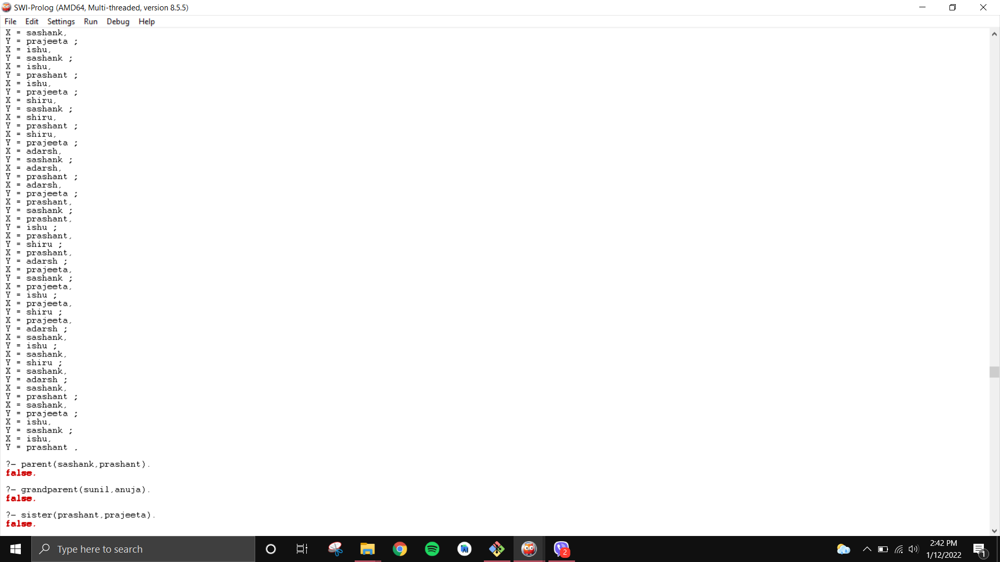 SWI-Prolog (AMD64, Multi-threaded, version 8.5.5)
File Edit Settings Run Debug Help
X = sashank,
Y = prajeeta ;
X = ishu,
Y = sashank ;
X = ishu,
Y = prashant ;
X = ishu,
Y = prajeeta ;
X = shiru,
Y = sashank ;
X = shiru,
Y = prashant ;
X = shiru,
Y = prajeeta ;
X = adarsh,
Y = sashank ;
X = adarsh,
Y = prashant ;
X = adarsh,
Y = prajeeta ;
X = prashant,
Y = sashank ;
X = prashant,
Y = ishu ;
X = prashant,
Y = shiru ;
X = prashant,
Y = adarsh ;
X = prajeeta,
Y = sashank ;
X = prajeeta,
Y = ishu ;
X = prajeeta,
Y = shiru ;
X = prajeeta,
Y = adarsh ;
X = sashank,
Y = ishu ;
X = sashank,
Y = shiru ;
X = sashank,
Y = adarsh ;
X = sashank,
Y = prashant ;
X = sashank,
Y = prajeeta ;
X = ishu,
Y = sashank ;
X = ishu,
Y = prashant .
?- parent(sashank,prashant).
false.
?- grandparent(sunil,anuja).
false.
?- sister(prashant,prajeeta).
false.
Type here to search
2
2:42 PM
1/12/2022
1